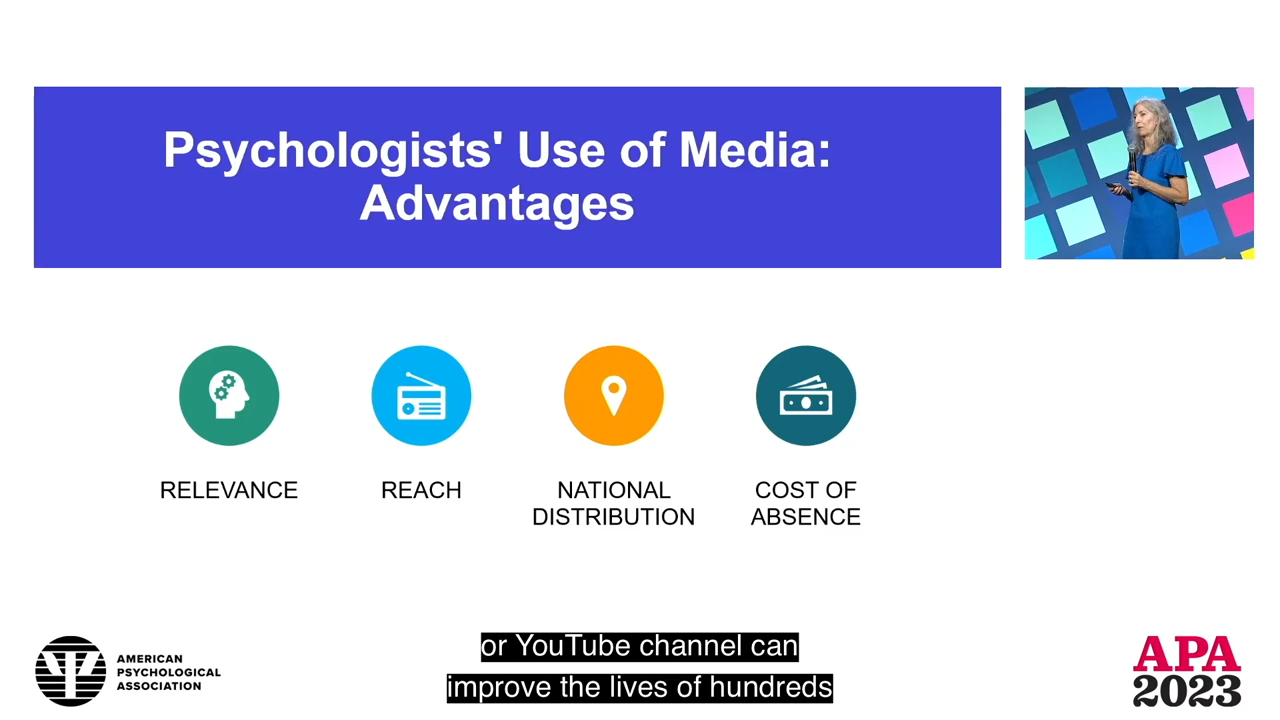 Psychologists' Use of Media:
Advantages
RELEVANCE
REACH
NATIONAL
DISTRIBUTION
COST OF
ABSENCE
AMERICAN
PSYCHOLOGICAL
ASSOCIATION
or YouTube channel can
improve the lives of hundreds
APA
2023